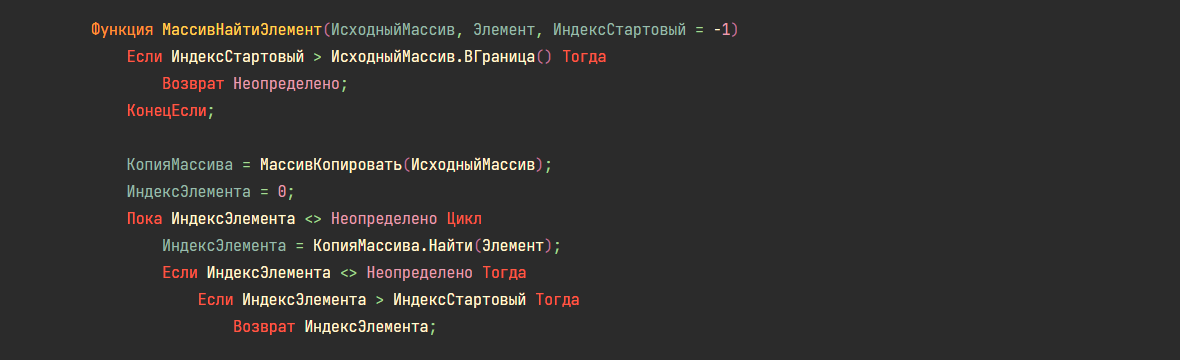 Функция МассивНайтиЭлемент(ИсходныйМассив, Элемент, ИндексСтартовый = -1)
Если ИндексСтартовый > ИсходныйМассив.ВГраница() Тогда
Возврат Неопределено;
КонецЕсли;
КопияМассива = МассивКопировать(ИсходныйМассив);
ИндексЭлемента = 0;
Пока ИндексЭлемента <> Неопределено Цикл
ИндексЭлемента = КопияМассива.Найти(Элемент);
Если ИндексЭлемента <> Неопределено Тогда
Если ИндексЭлемента > ИндексСтартовый Тогда
Возврат ИндексЭлемента;